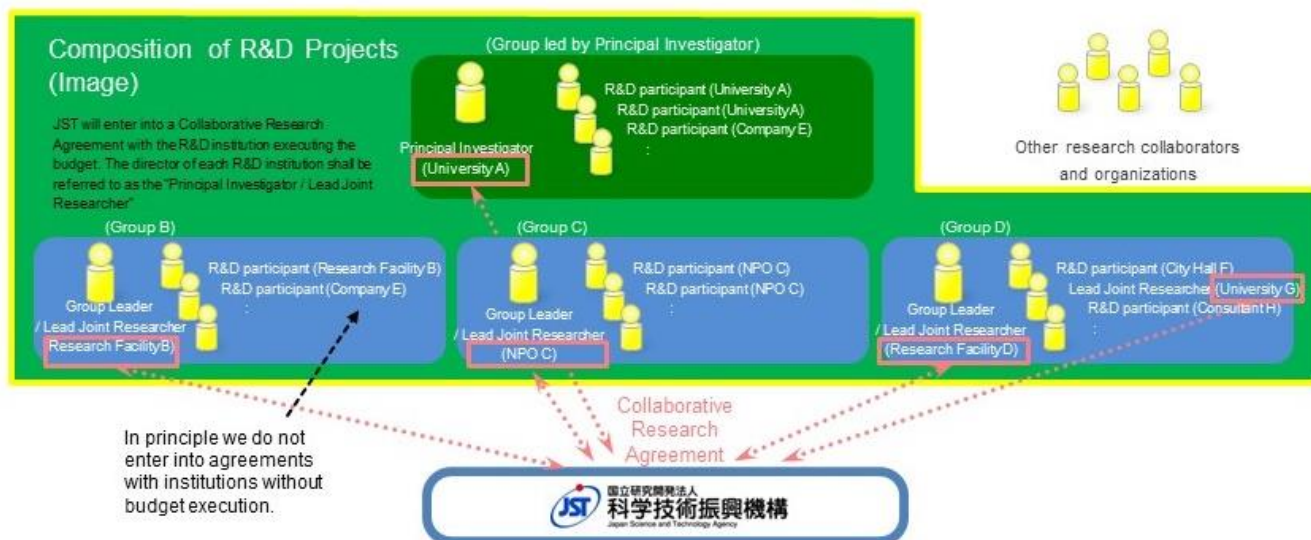 Composition of R&D Projects
(Image)
JST will enter into a Collaborative Research
Agreement with the R&D institution executing the
budget. The director of each R&D institution shall be
referred to as the "Principal Investigator / Lead Joint
Researcher"
(Group led by Principal Investigator)
R&D participant (University A)
R&D participant (University A)
R&D participant (Company E)
:
Principal Investigator
(University A)
Other research collaborators
and organizations
(Group B)
R&D participant (Research Facility B)
R&D participant (Company E)
:
Group Leader
/ Lead Joint Researcher
Research Facility B)
(Group C)
R&D participant (NPO C)
R&D participant (NPO C)
:
Group Leader
/ Lead Joint Researcher
(NPO C)
(Group D)
R&D participant (City Hall F)
Lead Joint Researcher (University G)
R&D participant (Consultant H)
:
Group Leader
/ Lead Joint Researcher
(Research Facility D)
In principle we do not
enter into agreements
with institutions without
budget execution.
Collaborative
Research
Agreement
JST
国立研究開発法人
科学技術振興機構
Japan Science and Technology Agency